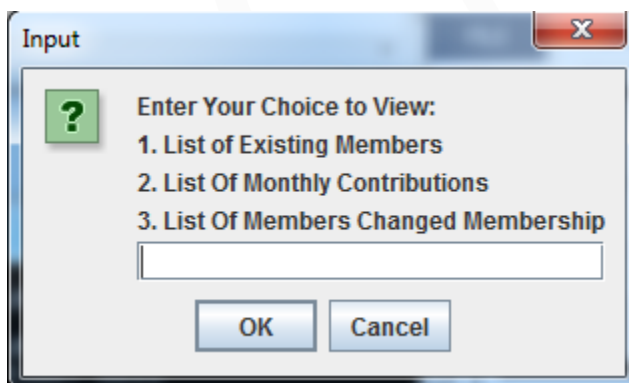 Input
Enter Your Choice to View:
1. List of Existing Members
2. List Of Monthly Contributions
3. List Of Members Changed Membership
OK
Cancel